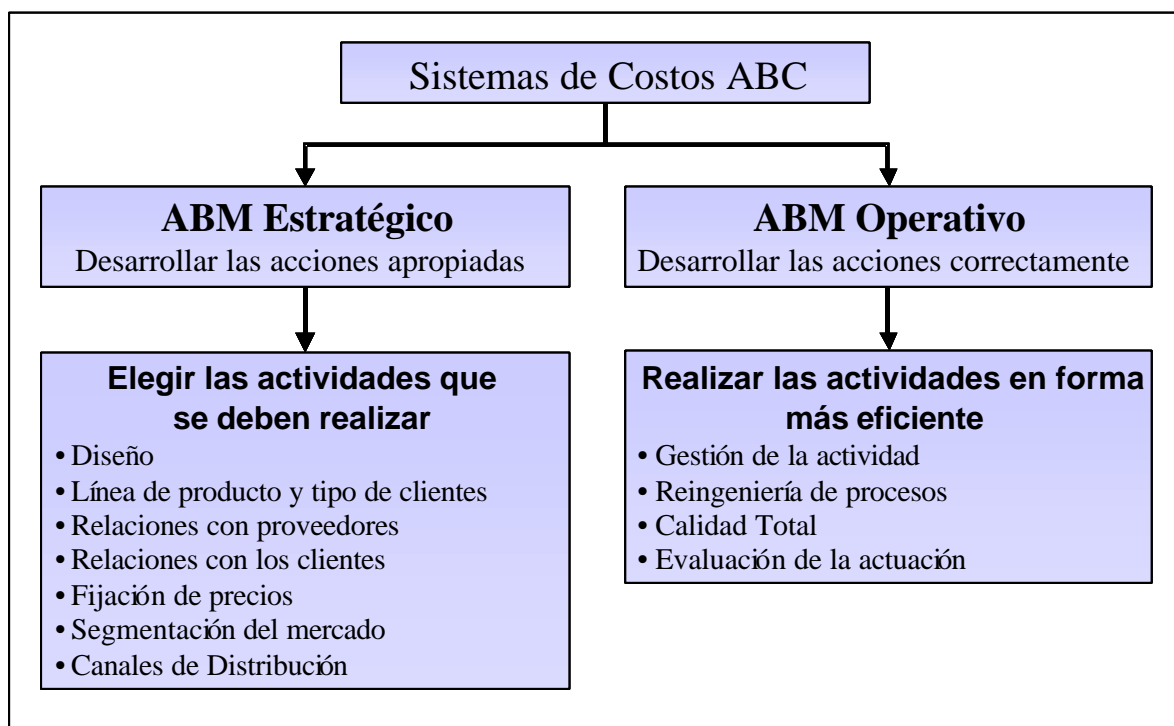 Sistemas de Costos ABC
ABM Estratégico
Desarrollar las acciones apropiadas
ABM Operativo
Desarrollar las acciones correctamente
Elegir las actividades que
se deben realizar
• Diseño
• Línea de producto y tipo de clientes
• Relaciones con proveedores
• Relaciones con los clientes
• Fijación de precios
• Segmentación del mercado
• Canales de Distribución
Realizar las actividades en forma
más eficiente
• Gestión de la actividad
• Reingeniería de procesos
• Calidad Total
• Evaluación de la actuación